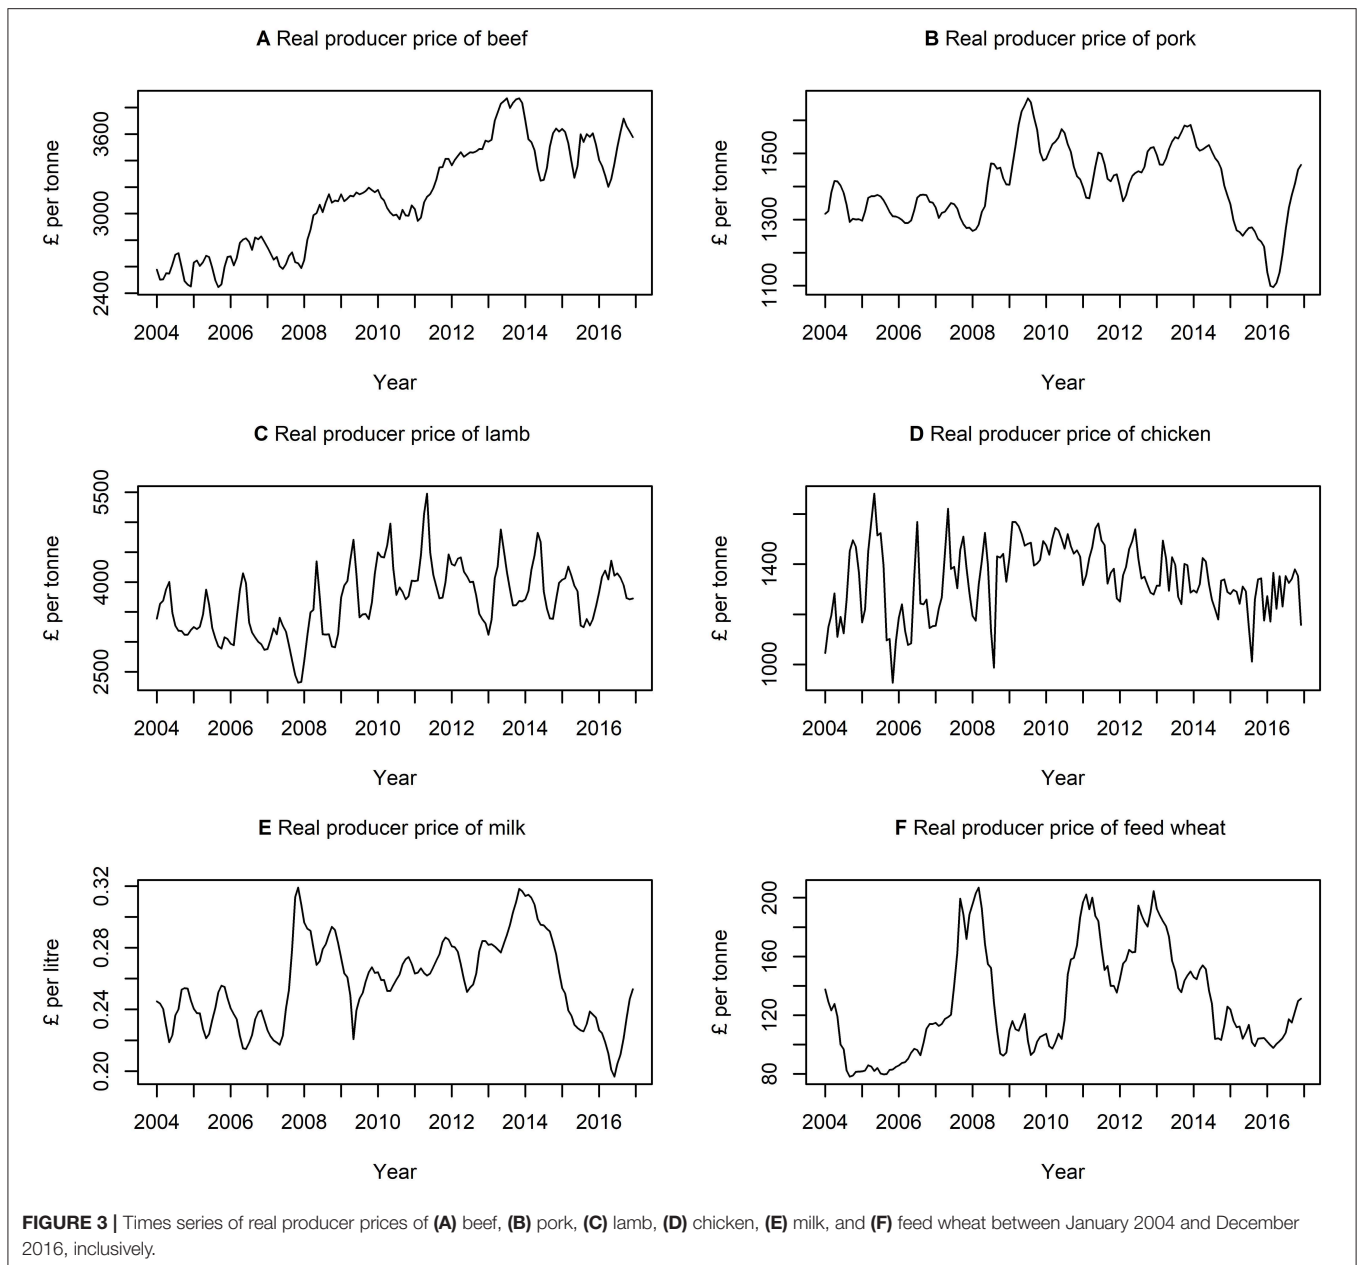 A Real producer price of beef
£ per tonne
3600
3000
2400
2004 2006 2008 2010 2012 2014 2016
Year
B Real producer price of pork
£ per tonne
1500
1300
1100
2004 2006 2008 2010 2012 2014 2016
Year
C Real producer price of lamb
£ per tonne
5500
4000
2500
2004 2006 2008 2010 2012 2014 2016
Year
D Real producer price of chicken
£ per tonne
1400
1000
2004 2006 2008 2010 2012 2014 2016
Year
E Real producer price of milk
£ per litre
0.32
0.28
0.24
0.20
2004 2006 2008 2010 2012 2014 2016
Year
F Real producer price of feed wheat
£ per tonne
200
160
120
80
2004 2006 2008 2010 2012 2014 2016
Year
FIGURE 3 | Times series of real producer prices of (A) beef, (B) pork, (C) lamb, (D) chicken, (E) milk, and (F) feed wheat between January 2004 and December
2016, inclusively.